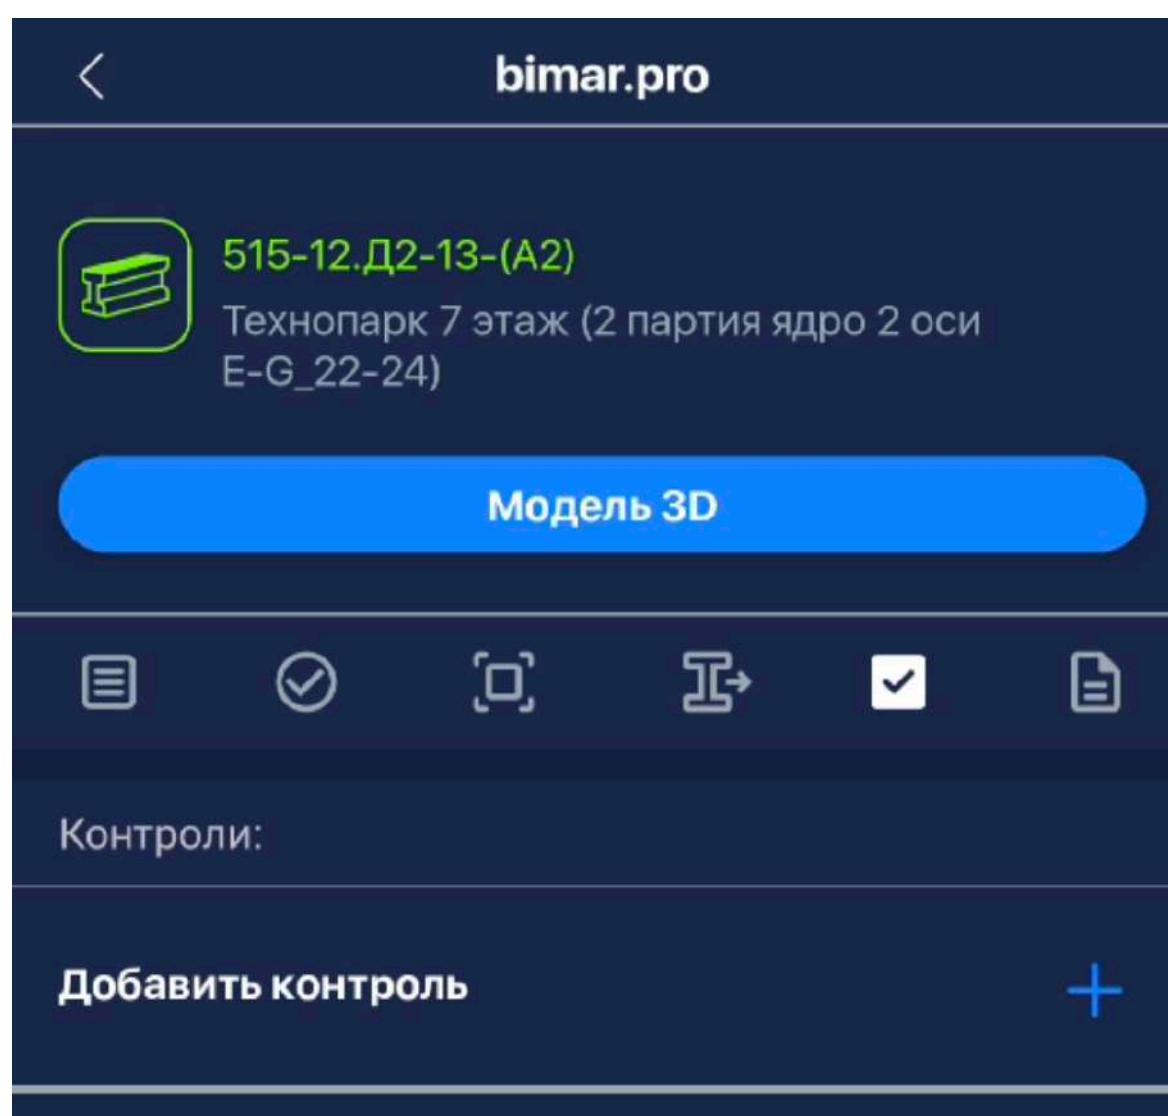 bimar.pro
515-12.Д2-13-(А2)
Технопарк 7 этаж (2 партия ядро 2 оси
E-G_22-24)
Модель 3D
Контроли:
Добавить контроль